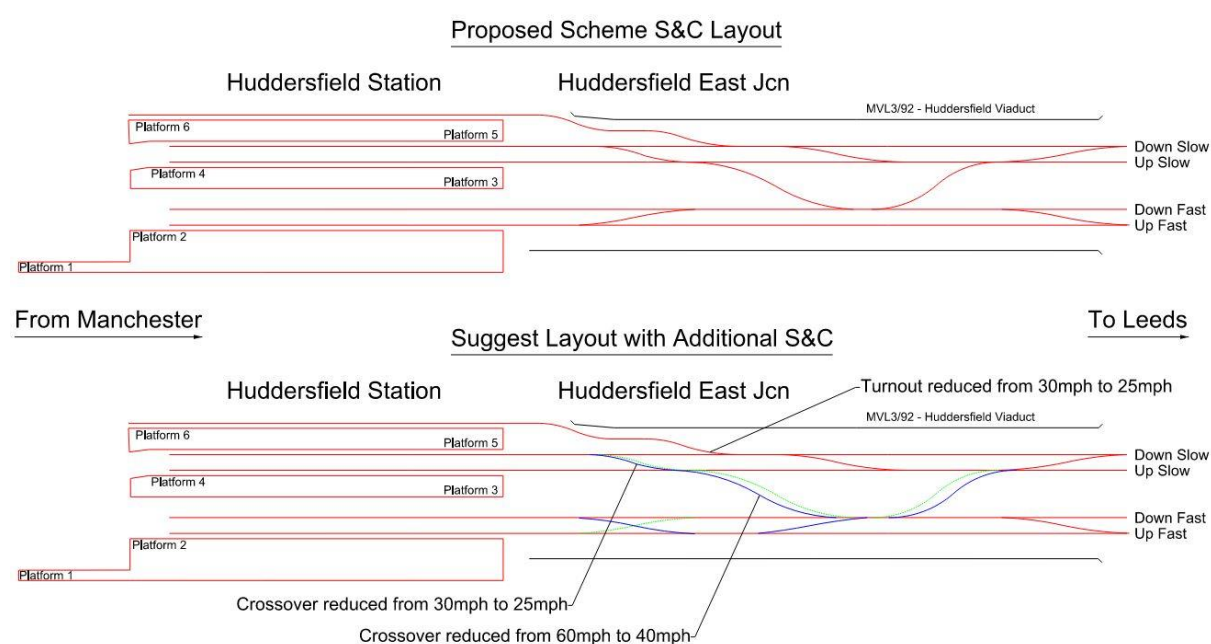 Proposed Scheme S&C Layout
Huddersfield Station
Huddersfield East Jcn
MVL3/92 - Huddersfield Viaduct
Platform 6
Platform 5
Down Slow
Up Slow
Platform 4
Platform 3
Down Fast
Up Fast
Platform 2
Platform 1
From Manchester
To Leeds
Suggest Layout with Additional S&C
Huddersfield Station
Huddersfield East Jcn
Turnout reduced from 30mph to 25mph
MVL3/92 - Huddersfield Viaduct
Platform 6
Platform 5
Down Slow
Up Slow
Platform 4
Platform 3
Down Fast
Up Fast
Platform 2
Platform 1
Crossover reduced from 30mph to 25mph
Crossover reduced from 60mph to 40mph